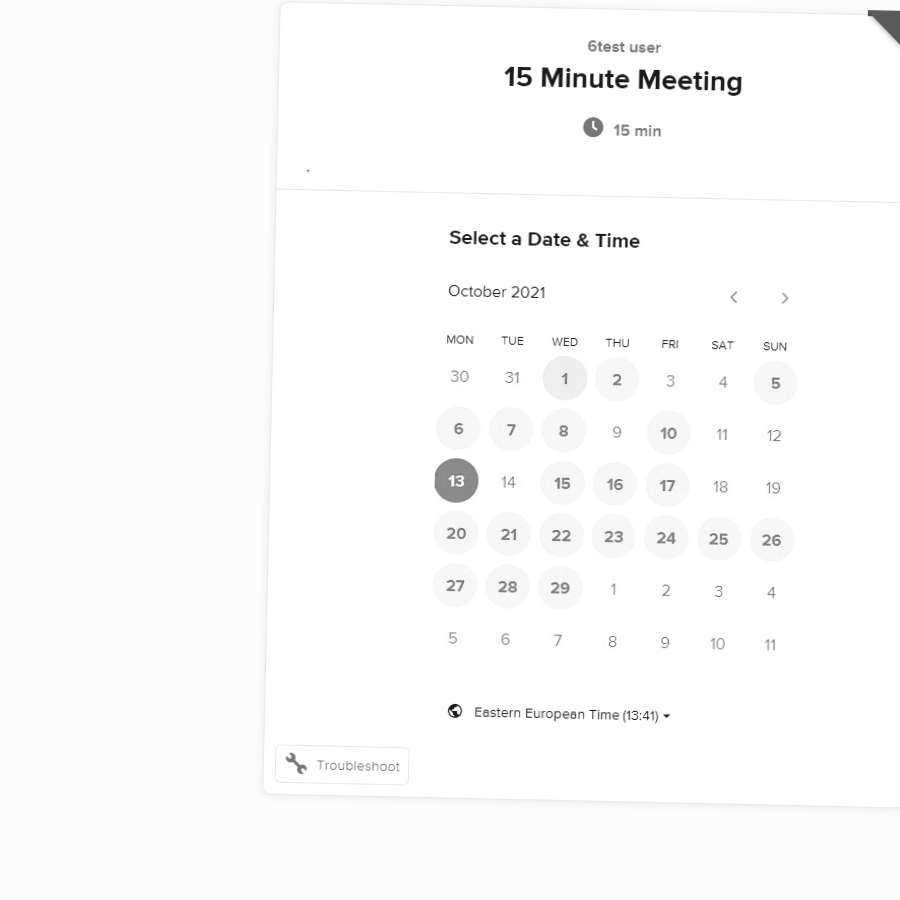 6test user
15 Minute Meeting
15 min
.
Select a Date & Time
October 2021
MON TUE WED THU FRI SAT SUN
30 31 1 2 3 4 5
6 7 8 9 10 11 12
13 14 15 16 17 18 19
20 21 22 23 24 25 26
27 28 29 1 2 3 4
5 6 7 8 9 10 11
Eastern European Time (13:41)
Troubleshoot